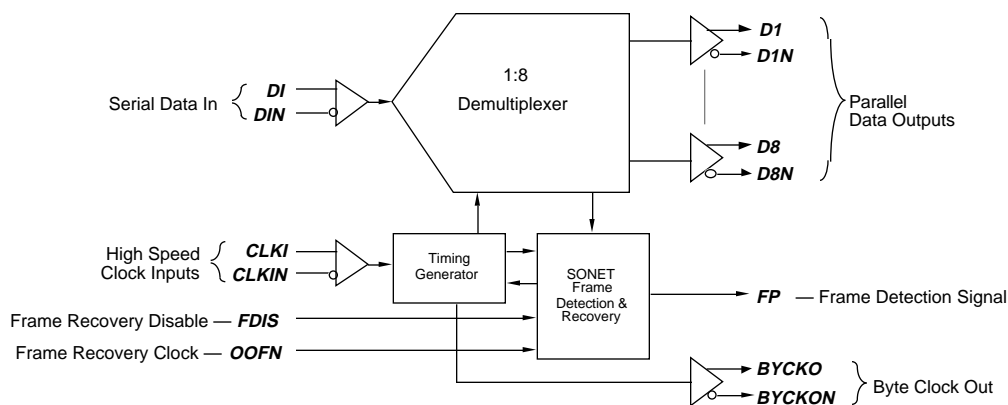 D1
D1N
1:8
Demultiplexer
Serial Data In
DI
DIN
Parallel
Data Outputs
D8
D8N
High Speed
Clock Inputs
CLKI
CLKIN
Timing
Generator
SONET
Frame
Detection &
Recovery
FP — Frame Detection Signal
Frame Recovery Disable — FDIS
Frame Recovery Clock — OOFN
BYCKO
BYCKON
Byte Clock Out